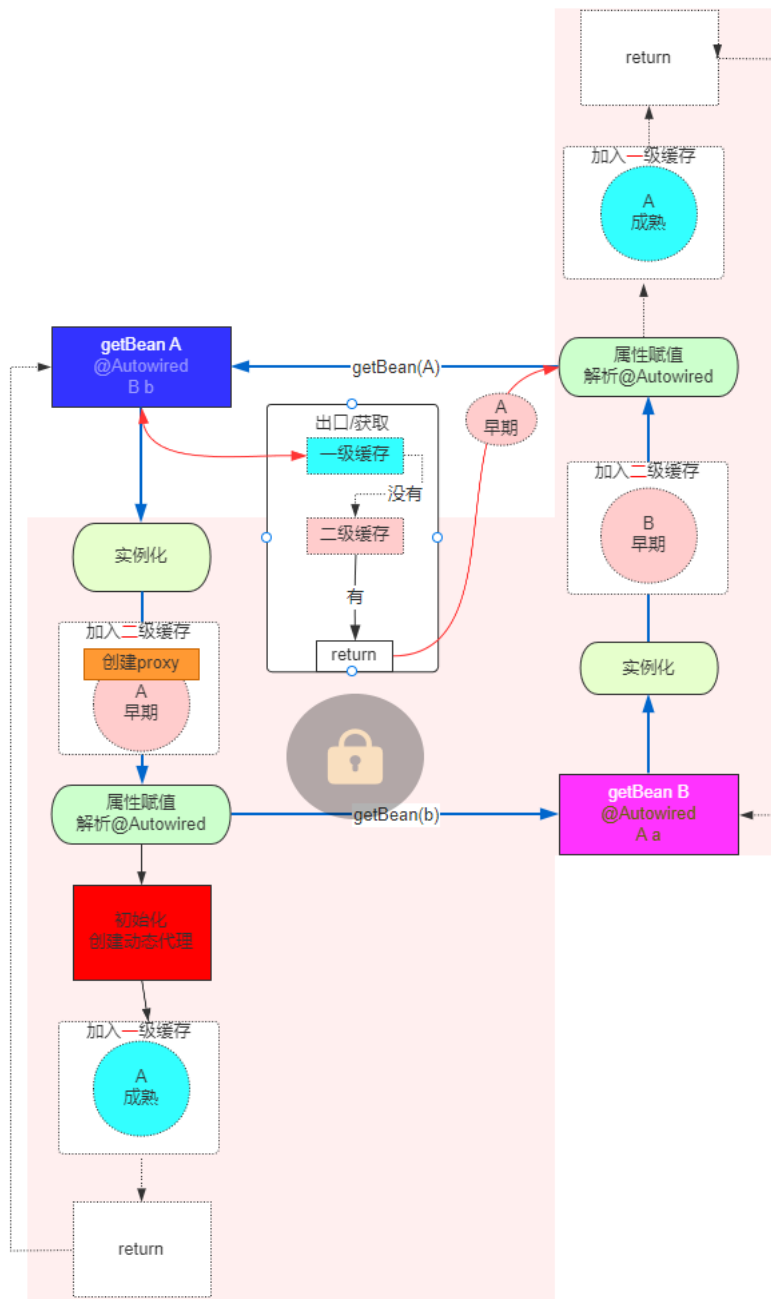 return
加入一级缓存
A
成熟
getBean A
@Autowired
B b
getBean(A)
属性赋值
解析@Autowired
A
早期
出口/获取
一级缓存
没有
二级缓存
有
return
加入二级缓存
B
早期
实例化
实例化
加入二级缓存
创建proxy
A
早期
属性赋值
解析@Autowired
getBean(b)
getBean B
@Autowired
A a
初始化
创建动态代理
加入一级缓存
A
成熟
return